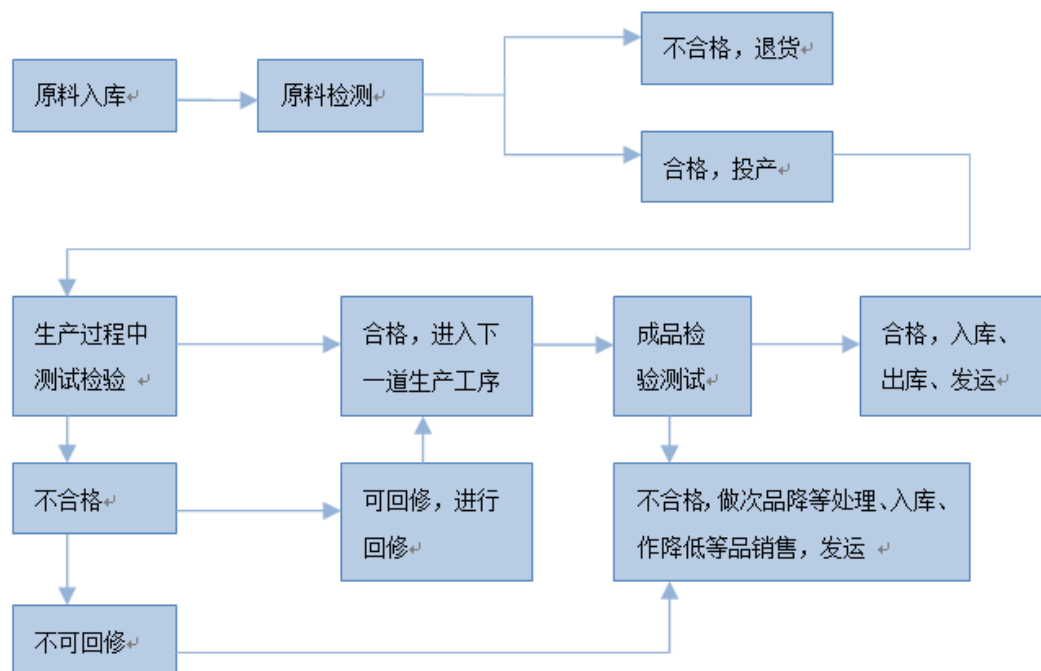 不合格，退货
原料入库
原料检测
合格，投产
生产过程中
测试检验
合格，进入下
一道生产工序
成品检
验测试
合格，入库、
出库、发运
不合格
可回修，进行
回修
不合格，做次品降等处理、入库、
作降低等品销售，发运
不可回修